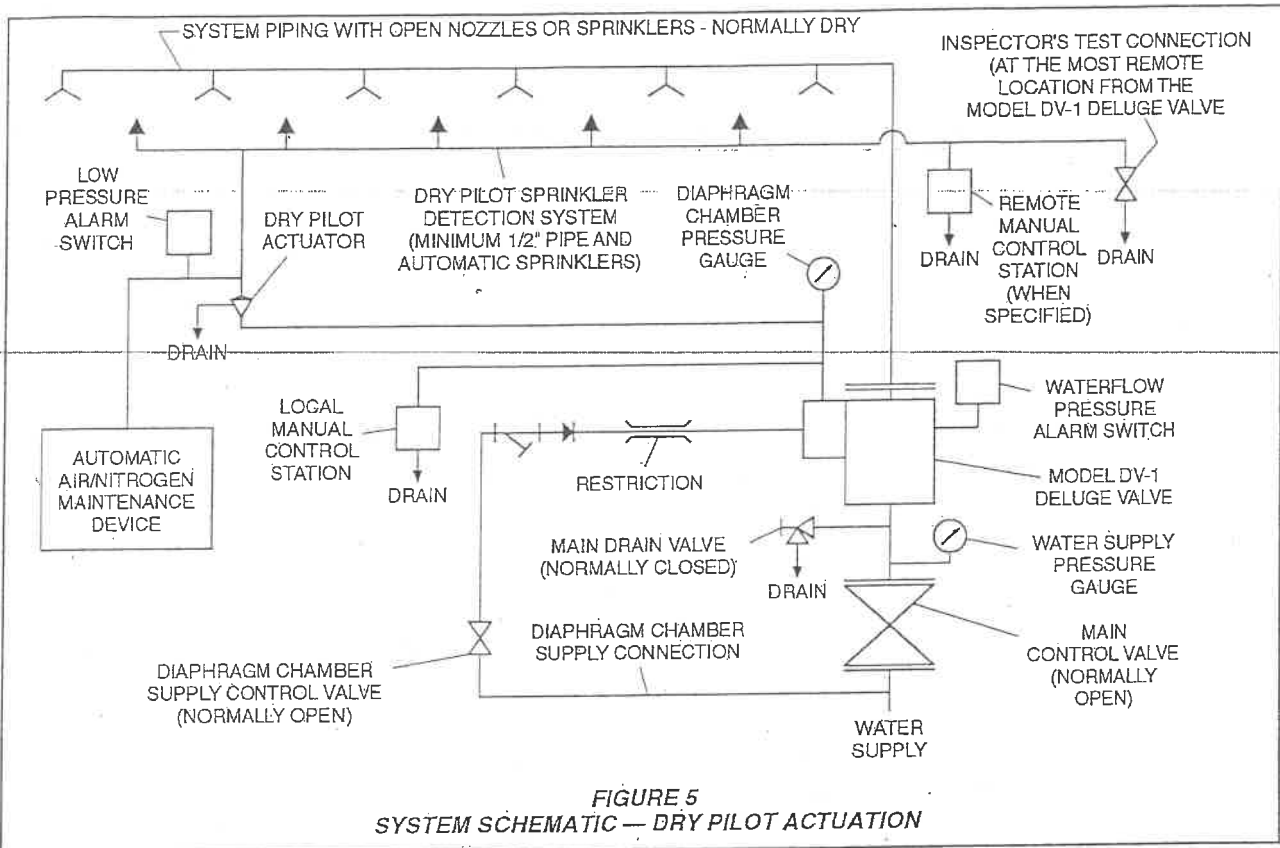 SYSTEM PIPING WITH OPEN NOZZLES OR SPRINKLERS - NORMALLY DRY
INSPECTOR'S TEST CONNECTION
(AT THE MOST REMOTE
LOCATION FROM THE
MODEL DV-1 DELUGE VALVE
LOW
PRESSURE
ALARM
SWITCH
DRY PILOT
ACTUATOR
DRY PILOT SPRINKLER
DETECTION SYSTEM
(MINIMUM 1/2" PIPE AND
AUTOMATIC SPRINKLERS)
DIAPHRAGM
CHAMBER
PRESSURE
GAUGE
DRAIN
REMOTE
MANUAL
CONTROL
STATION
(WHEN
SPECIFIED)
DRAIN
DRAIN
LOCAL
MANUAL
CONTROL
STATION
DRAIN
RESTRICTION
WATERFLOW
PRESSURE
ALARM SWITCH
AUTOMATIC
AIR/NITROGEN
MAINTENANCE
DEVICE
MODEL DV-1
DELUGE VALVE
MAIN DRAIN VALVE
(NORMALLY CLOSED)
DRAIN
WATER SUPPLY
PRESSURE
GAUGE
DIAPHRAGM CHAMBER
SUPPLY CONTROL VALVE
(NORMALLY OPEN)
DIAPHRAGM CHAMBER
SUPPLY CONNECTION
MAIN
CONTROL VALVE
(NORMALLY
OPEN)
WATER
SUPPLY
FIGURE 5
SYSTEM SCHEMATIC — DRY PILOT ACTUATION